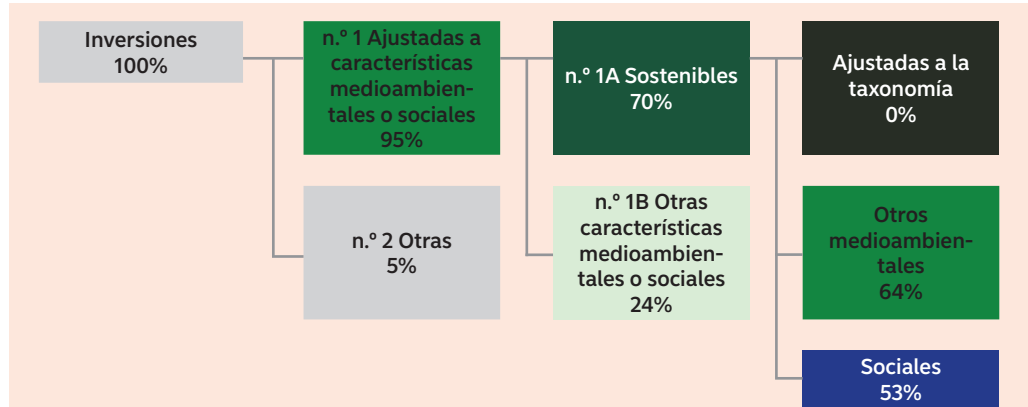 Inversiones
100%
n.º 1 Ajustadas a
características
medioambien-
tales o sociales
95%
n.º 1A Sostenibles
70%
Ajustadas a la
taxonomía
0%
n.º 2 Otras
5%
n.º 1B Otras
características
medioambien-
tales o sociales
24%
Otros
medioambien-
tales
64%
Sociales
53%